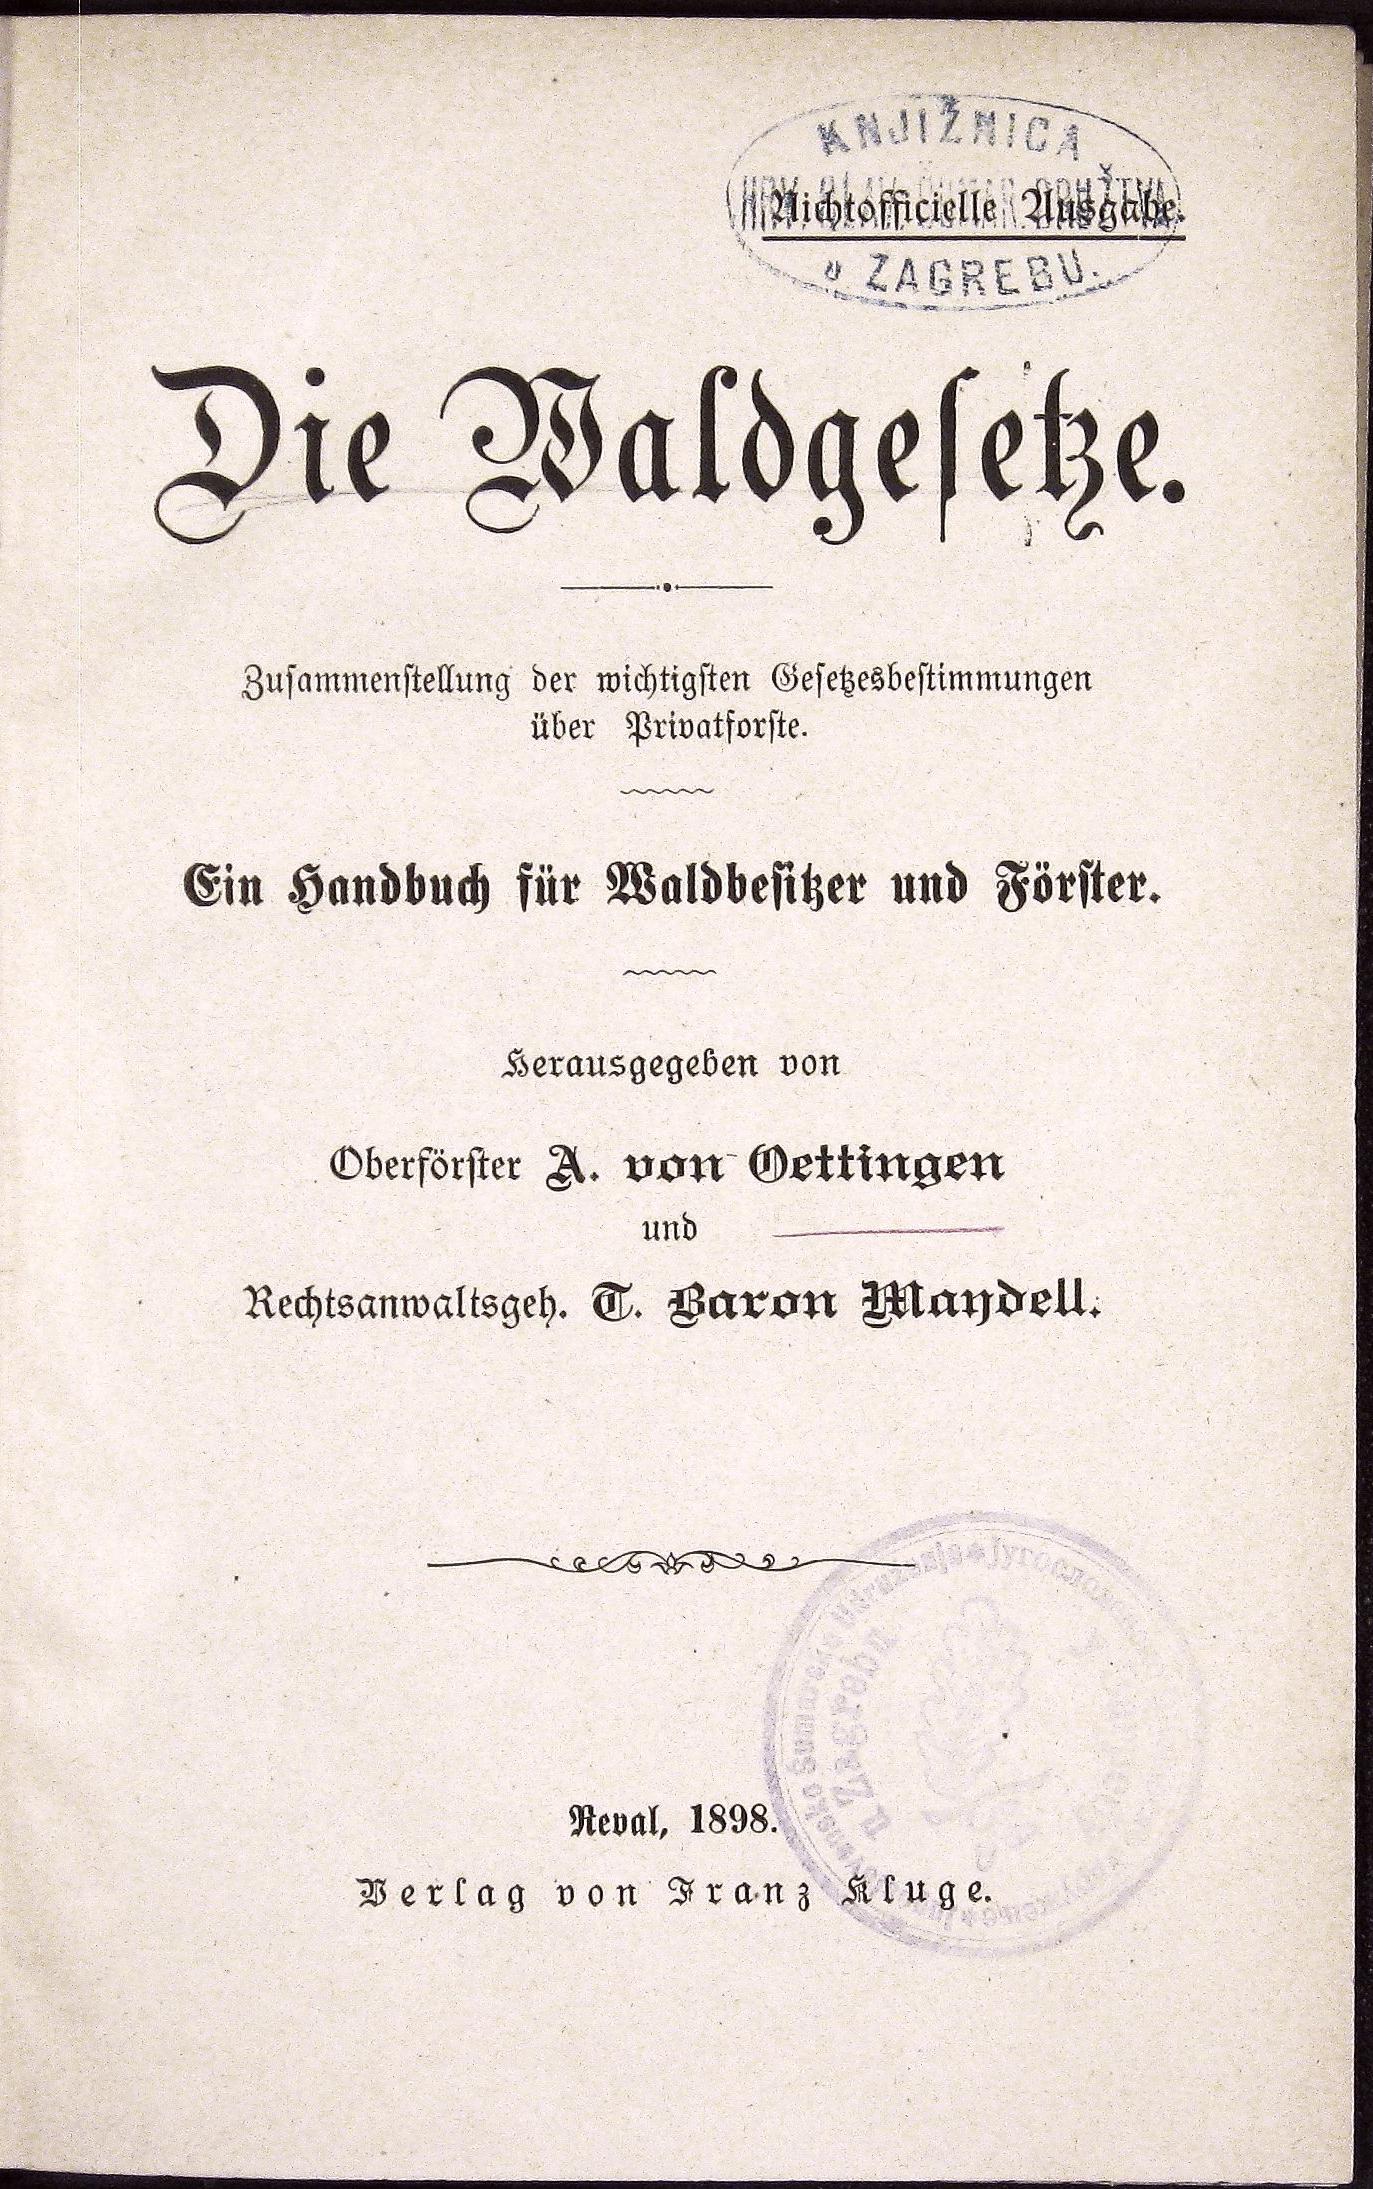 KNJIŽNICA
Nichtofficielle Ausgabe.
u ZAGREBU.
Die Waldgeſetze.
Zuſammenſtellung der wichtigſten Geſetzesbeſtimmungen
über Privatforſte.
Ein Handbuch für Waldbeſitzer und Förſter.
Herausgegeben von
Oberförſter A. von Oettingen
und
Rechtsanwaltsgeh. T. Baron Maydell.
u Zagrebu
Reval, 1898.
Verlag von Franz Kluge.